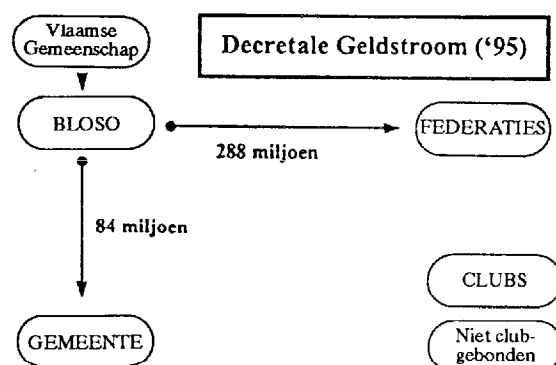 Vlaamse
Gemeenschap
Decretale Geldstroom (‘95)
BLOSO
FEDERATIES
288 miljoen
84 miljoen
CLUBS
GEMEENTE
Niet club-
gebonden